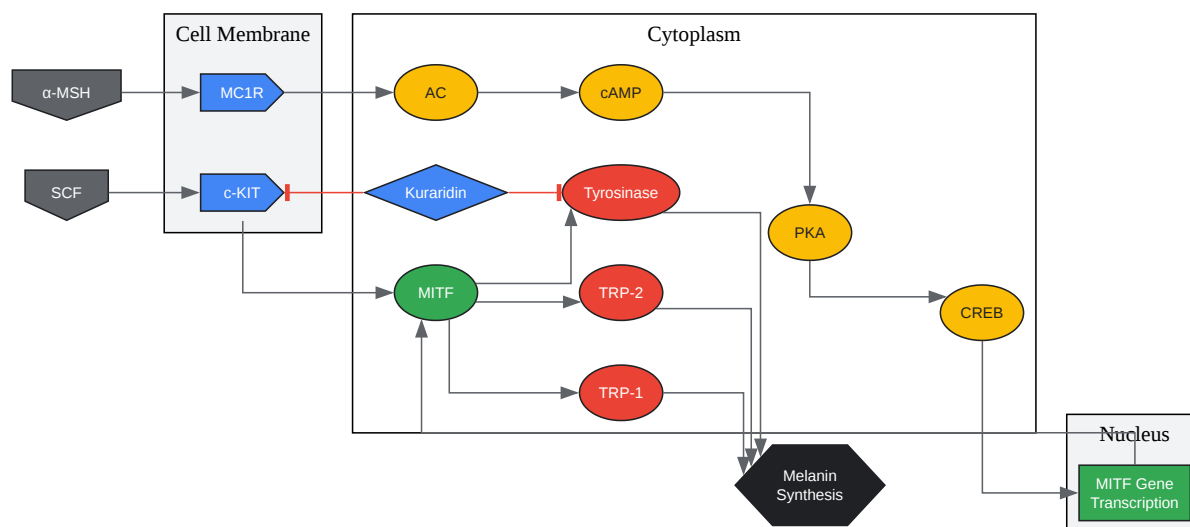 Cell Membrane
Cytoplasm
α-MSH
MC1R
AC
cAMP
SCF
c-KIT
Kuraridin
Tyrosinase
PKA
MITF
TRP-2
CREB
TRP-1
Nucleus
Melanin
Synthesis
MITF Gene
Transcription